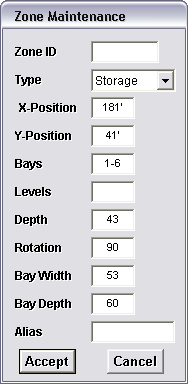 Zone Maintenance
Zone ID
Type Storage
X-Position 181'
Y-Position 41'
Bays 1-6
Levels
Depth 43
Rotation 90
Bay Width 53
Bay Depth 60
Alias
Accept Cancel